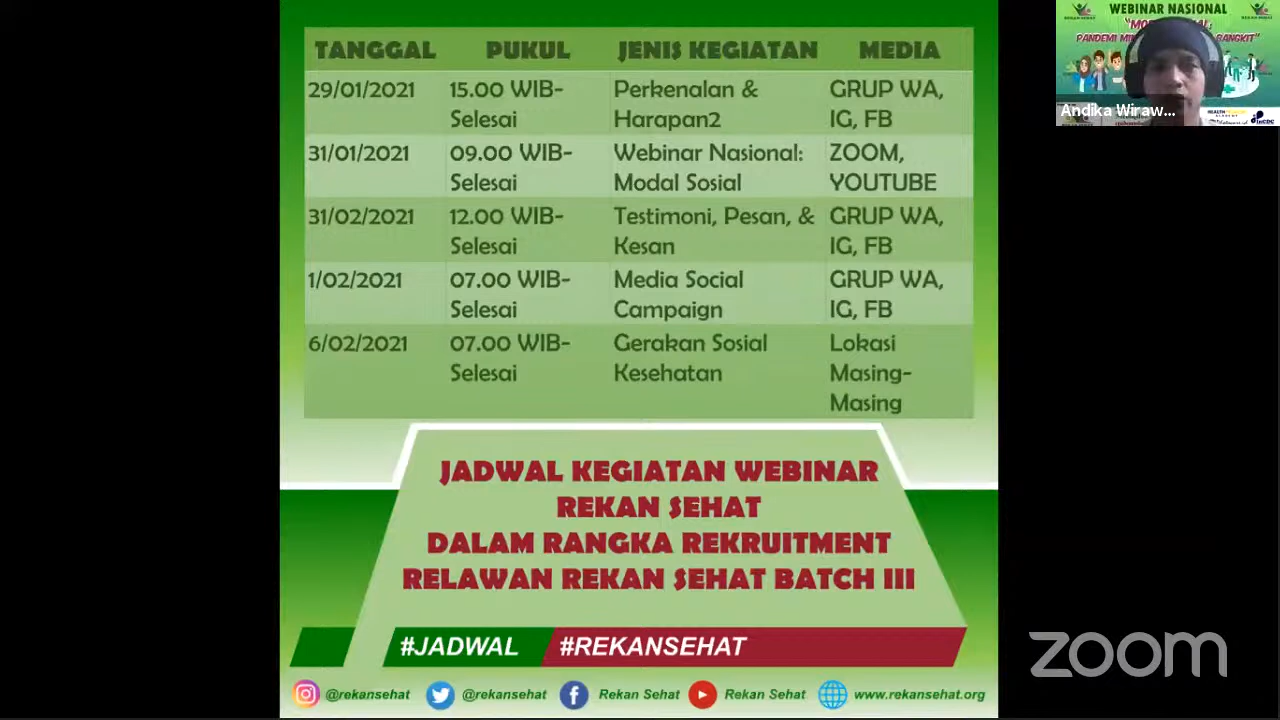 TANGGAL PUKUL JENIS KEGIATAN MEDIA
29/01/2021 15.00 WIB- Perkenalan & GRUP WA,
Selesai Harapan2 IG, FB
31/01/2021 09.00 WIB- Webinar Nasional: ZOOM,
Selesai Modal Sosial YOUTUBE
31/02/2021 12.00 WIB- Testimoni, Pesan, & GRUP WA,
Selesai Kesan IG, FB
1/02/2021 07.00 WIB- Media Social GRUP WA,
Selesai Campaign IG, FB
6/02/2021 07.00 WIB- Gerakan Sosial Lokasi
Selesai Kesehatan Masing-
Masing
JADWAL KEGIATAN WEBINAR
REKAN SEHAT
DALAM RANGKA REKRUITMENT
RELAWAN REKAN SEHAT BATCH III
#JADWAL #REKANSEHAT
@rekansehat @rekansehat Rekan Sehat Rekan Sehat www.rekansehat.org
WEBINAR NASIONAL
PANDEMI
Andika Wiraw...
zoom